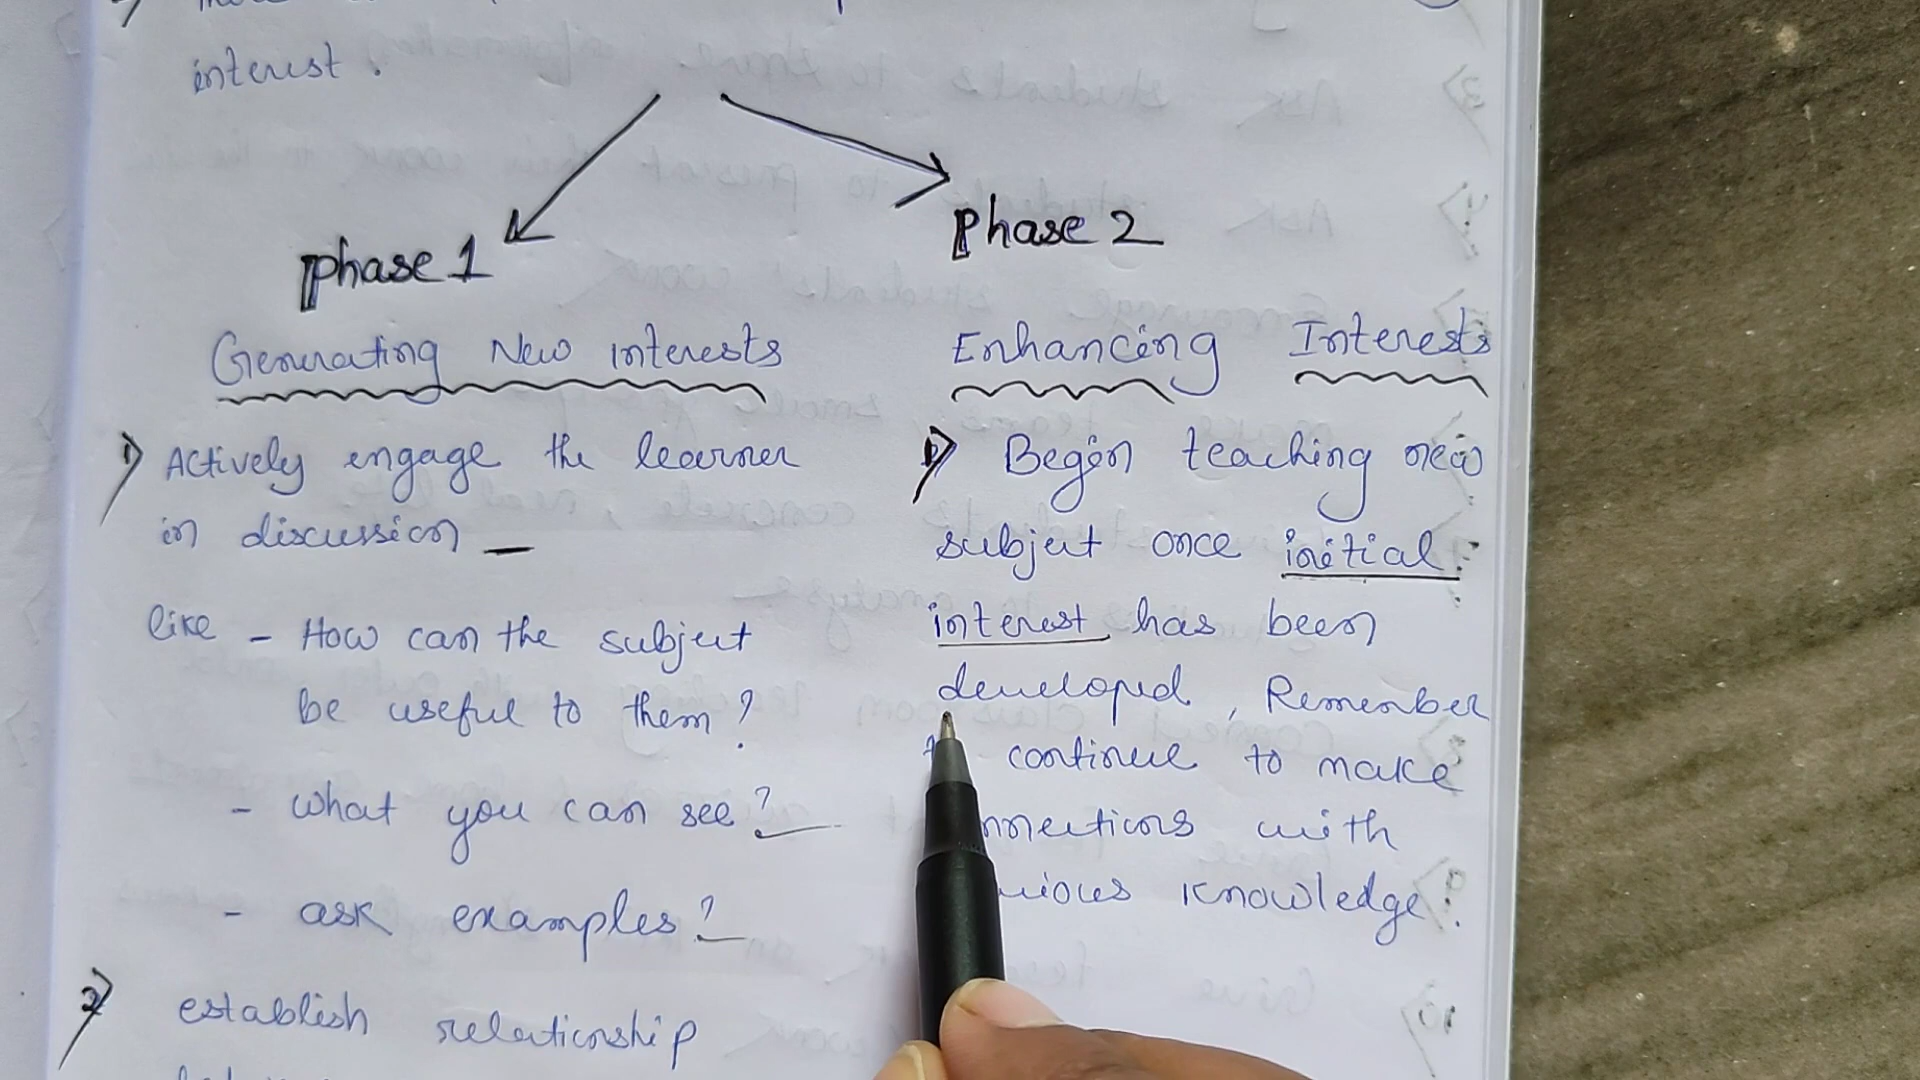 interest.
Phase 1
Generating New interests
1) Actively engage the learner
in discussion -
like - How can the subject
be useful to them?
- what you can see?
- ask examples?
2) establish relationship
Phase 2
Enhancing Interests
1) Begin teaching new
subject once initial
interest has been
developed, Remember
continue to make
with
knowledge.